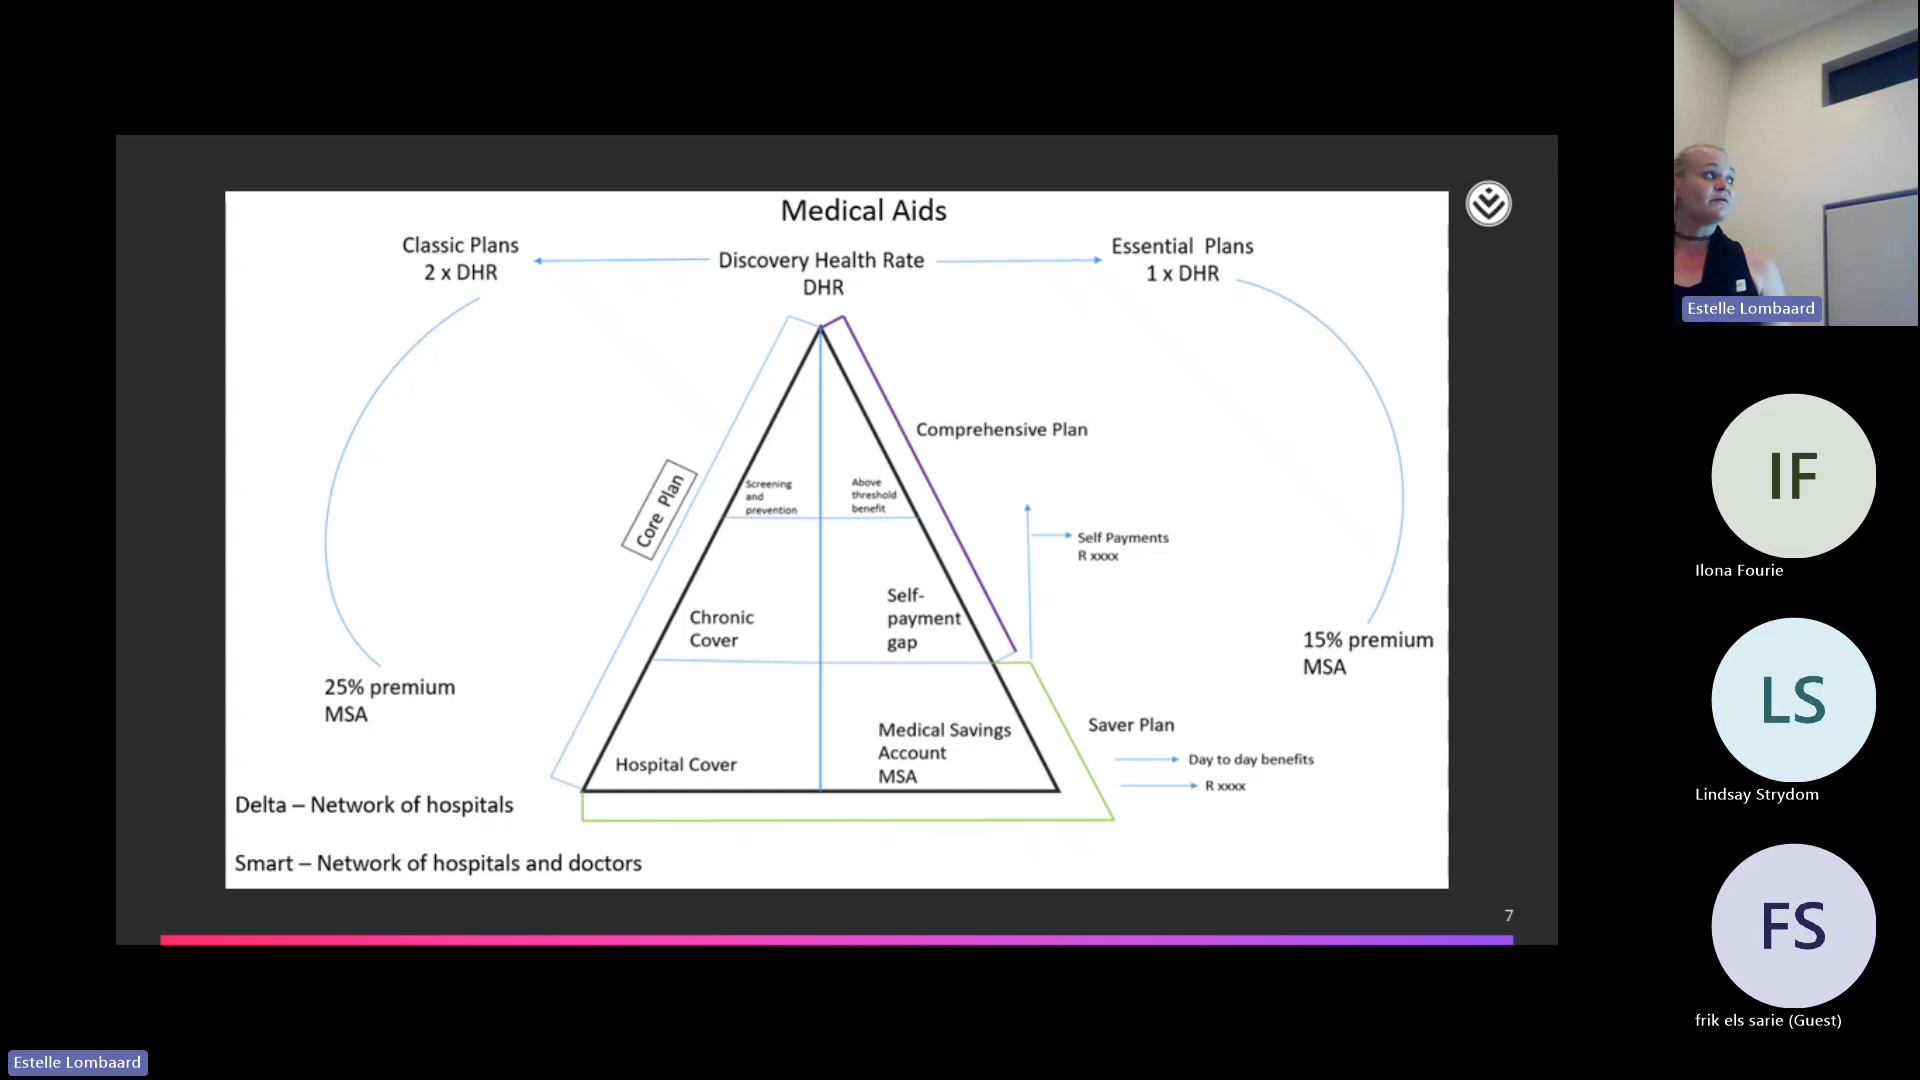 Medical Aids
Classic Plans
2 x DHR
Discovery Health Rate
DHR
Essential Plans
1 x DHR
Comprehensive Plan
Core Plan
Screening
and
prevention
Above
threshold
benefit
Self Payments
R xxxx
Chronic
Cover
Self-
payment
gap
15% premium
MSA
25% premium
MSA
Hospital Cover
Medical Savings
Account
MSA
Saver Plan
Day to day benefits
R xxxx
Delta – Network of hospitals
Smart – Network of hospitals and doctors
7
Estelle Lombaard
IF
Ilona Fourie
LS
Lindsay Strydom
FS
frik els sarie (Guest)
Estelle Lombaard